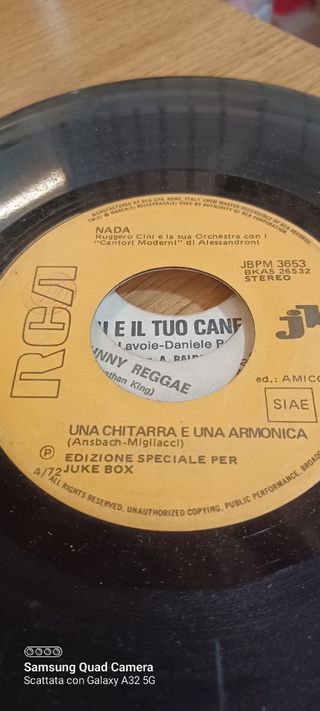 MANUFACTURED BY RCA SPA. ROME, ITALY, FROM MASTER RECORDINGS OF RCA RECORDS
TM(S) ® MARCA(S) REGISTRADA(S) USED BY AUTHORITY OF RCA CORPORATION
NADA
Ruggero Cini e la sua Orchestra con i
"Cantori Moderni" di Alessandroni
JBPM 3653
BKAS 26532
STEREO
RCA
E IL TUO CANE
Lavoie-Daniele
NNY REGGAE
athan King)
jk
ed.: AMICO
SIAE
UNA CHITARRA E UNA ARMONICA
(Ansbach-Migliacci)
Ⓟ EDIZIONE SPECIALE PER
4/72 JUKE BOX
ALL RIGHTS RESERVED. UNAUTHORIZED COPYING, PUBLIC PERFORMANCE, BROADC
Samsung Quad Camera
Scattata con Galaxy A32 5G